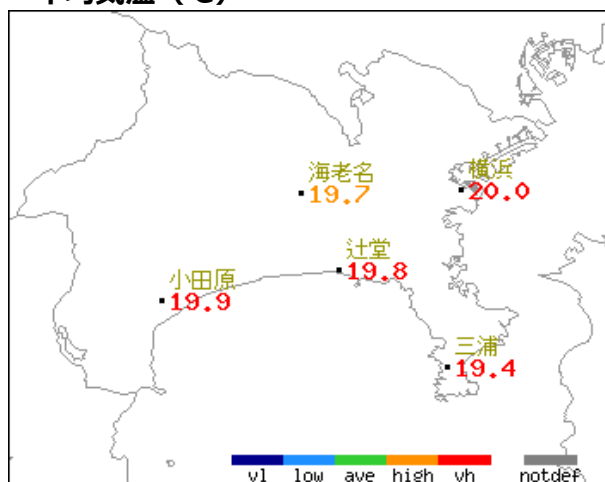 平均気温 (℃)
海老名
19.7
横浜
20.0
辻堂
19.8
小田原
19.9
三浦
19.4
vl low ave high vh notdef